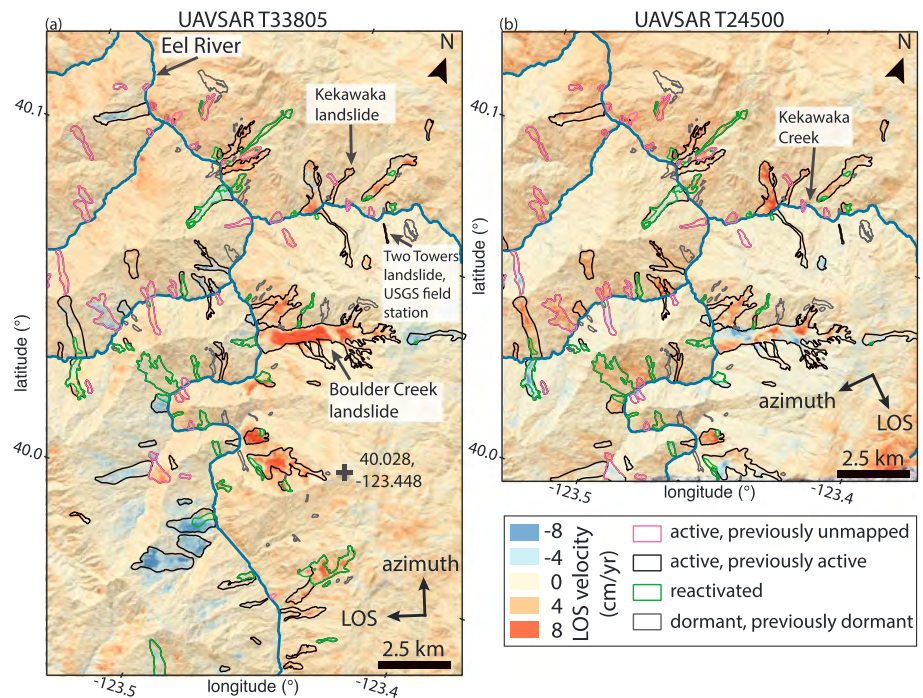 (a)
UAVSAR T33805
N
Eel River
Kekawaka
landslide
40.1
Two Towers
landslide,
USGS field
station
Boulder Creek
landslide
latitude (°)
40.0
40.028,
-123.448
azimuth
LOS
2.5 km
-123.5
longitude (°)
-123.4
(b)
UAVSAR T24500
N
40.1
Kekawaka
Creek
latitude (°)
azimuth
LOS
40.0
2.5 km
-123.5
longitude (°)
-123.4
-8
-4
0
4
8
LOS velocity
(cm/yr)
active, previously unmapped
active, previously active
reactivated
dormant, previously dormant